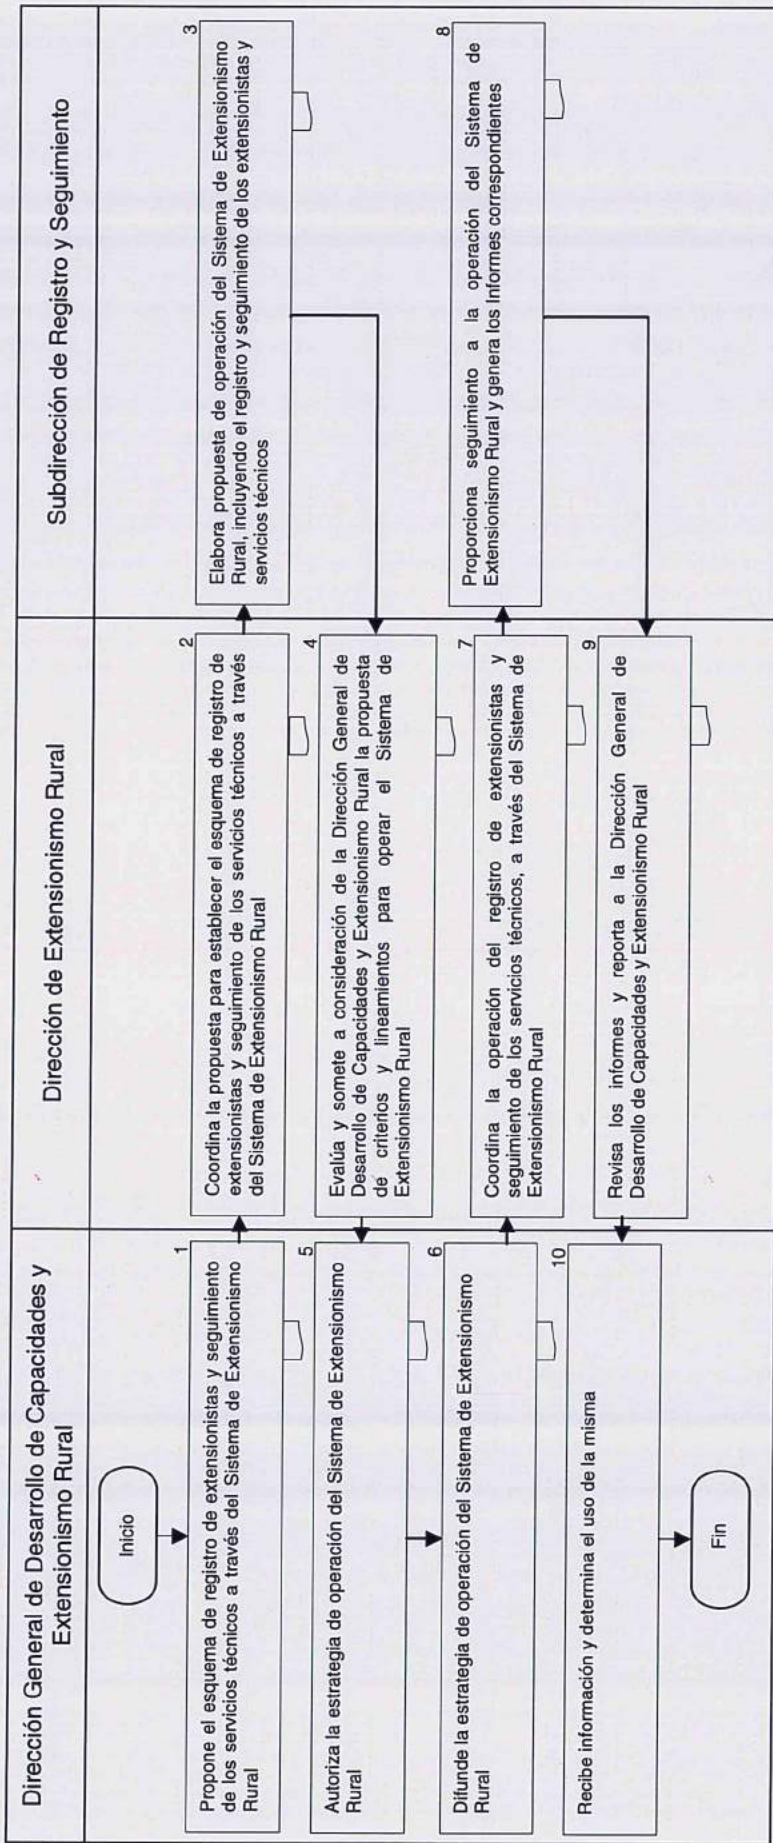 Dirección General de Desarrollo de Capacidades y
Extensionismo Rural
Dirección de Extensionismo Rural
Subdirección de Registro y Seguimiento
Inicio
1
Propone el esquema de registro de extensionistas y seguimiento
de los servicios técnicos a través del Sistema de Extensionismo
Rural
2
Coordina la propuesta para establecer el esquema de registro de
extensionistas y seguimiento de los servicios técnicos a través
del Sistema de Extensionismo Rural
3
Elabora propuesta de operación del Sistema de Extensionismo
Rural, incluyendo el registro y seguimiento de los extensionistas y
servicios técnicos
4
Evalúa y somete a consideración de la Dirección General de
Desarrollo de Capacidades y Extensionismo Rural la propuesta
de criterios y lineamientos para operar el Sistema de
Extensionismo Rural
5
Autoriza la estrategia de operación del Sistema de Extensionismo
Rural
6
Difunde la estrategia de operación del Sistema de Extensionismo
Rural
7
Coordina la operación del registro de extensionistas y
seguimiento de los servicios técnicos, a través del Sistema de
Extensionismo Rural
8
Proporciona seguimiento a la operación del Sistema de
Extensionismo Rural y genera los Informes correspondientes
9
Revisa los informes y reporta a la Dirección General de
Desarrollo de Capacidades y Extensionismo Rural
10
Recibe información y determina el uso de la misma
Fin